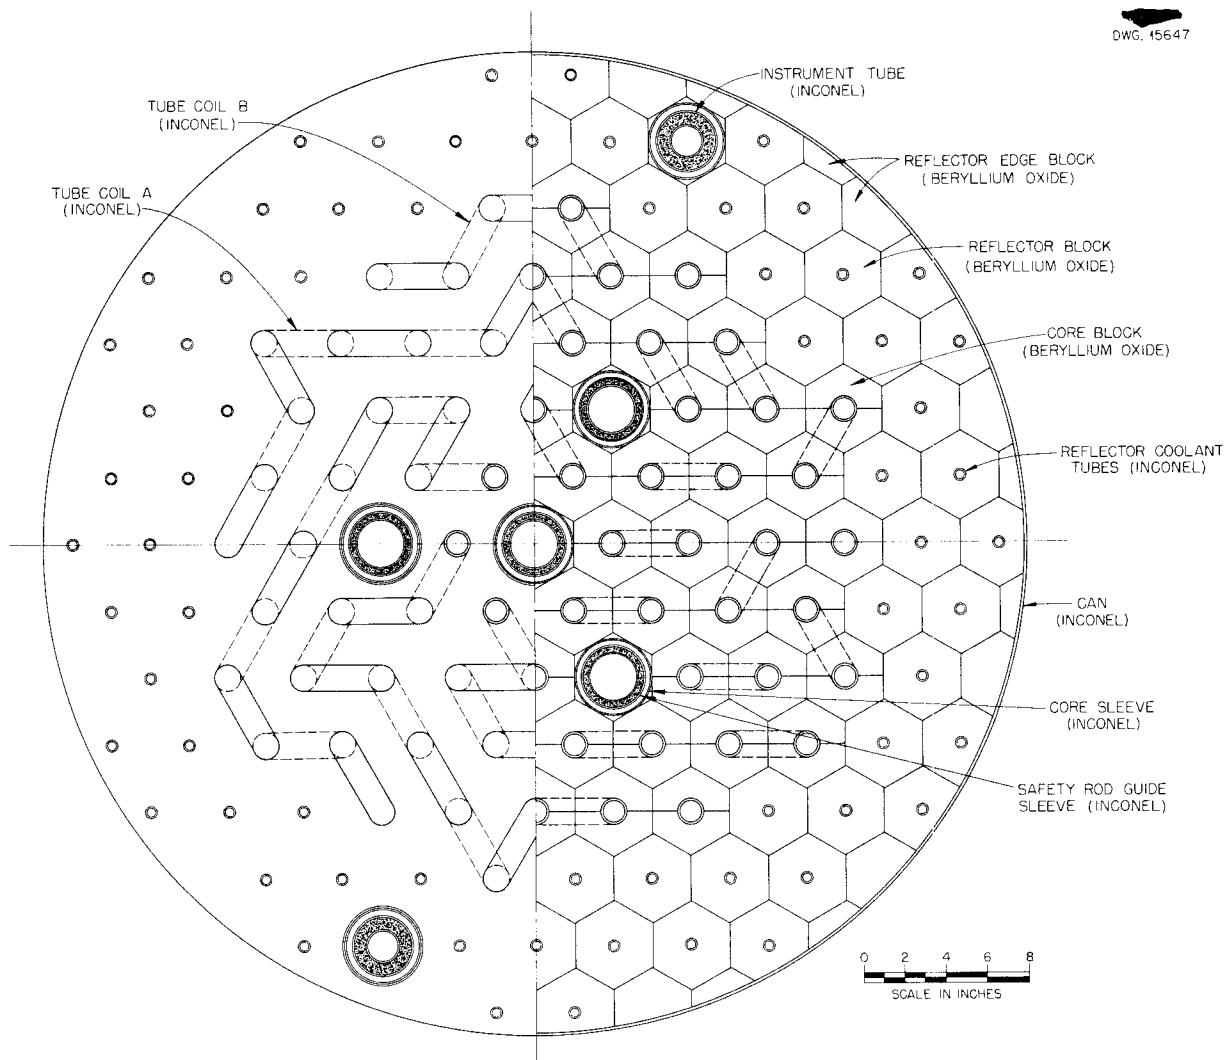 DWG. 15647
INSTRUMENT TUBE
(INCONEL)
TUBE COIL B
(INCONEL)
REFLECTOR EDGE BLOCK
(BERYLLIUM OXIDE)
TUBE COIL A
(INCONEL)
REFLECTOR BLOCK
(BERYLLIUM OXIDE)
CORE BLOCK
(BERYLLIUM OXIDE)
REFLECTOR COOLANT
TUBES (INCONEL)
CAN
(INCONEL)
CORE SLEEVE
(INCONEL)
SAFETY ROD GUIDE
SLEEVE (INCONEL)
0 2 4 6 8
SCALE IN INCHES